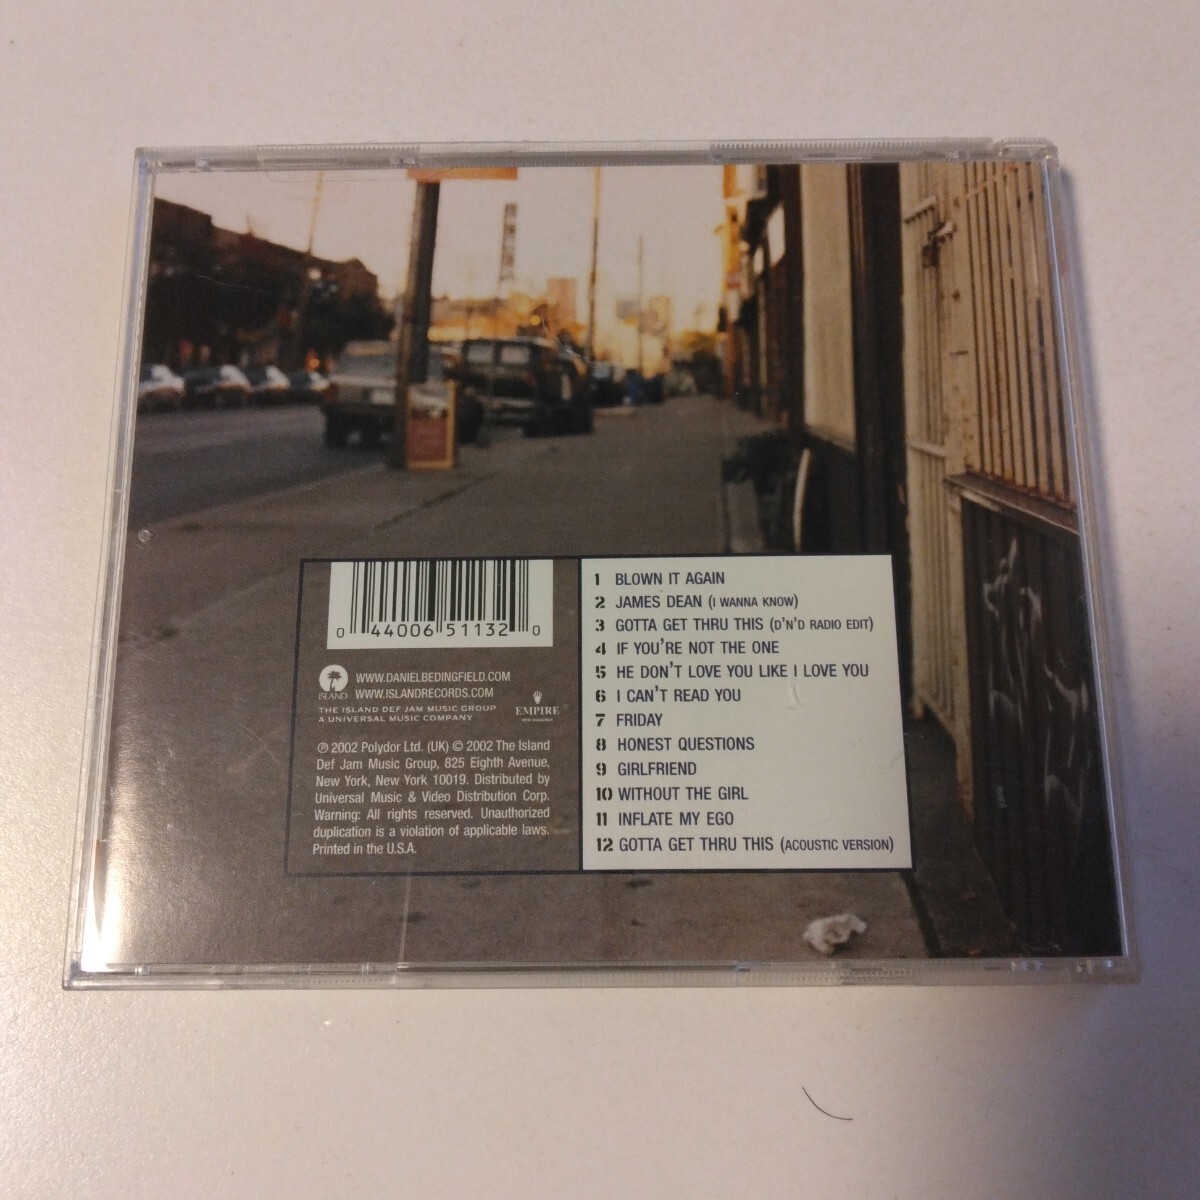 0 44006 51132 0
ISLAND
WWW.DANIELBEDINGFIELD.COM
WWW.ISLANDRECORDS.COM
THE ISLAND DEF JAM MUSIC GROUP
A UNIVERSAL MUSIC COMPANY
EMPIRE
℗ 2002 Polydor Ltd. (UK) © 2002 The Island
Def Jam Music Group, 825 Eighth Avenue,
New York, New York 10019. Distributed by
Universal Music & Video Distribution Corp.
Warning: All rights reserved. Unauthorized
duplication is a violation of applicable laws.
Printed in the U.S.A.
1 BLOWN IT AGAIN
2 JAMES DEAN (I WANNA KNOW)
3 GOTTA GET THRU THIS (D'N'D RADIO EDIT)
4 IF YOU'RE NOT THE ONE
5 HE DON'T LOVE YOU LIKE I LOVE YOU
6 I CAN'T READ YOU
7 FRIDAY
8 HONEST QUESTIONS
9 GIRLFRIEND
10 WITHOUT THE GIRL
11 INFLATE MY EGO
12 GOTTA GET THRU THIS (ACOUSTIC VERSION)